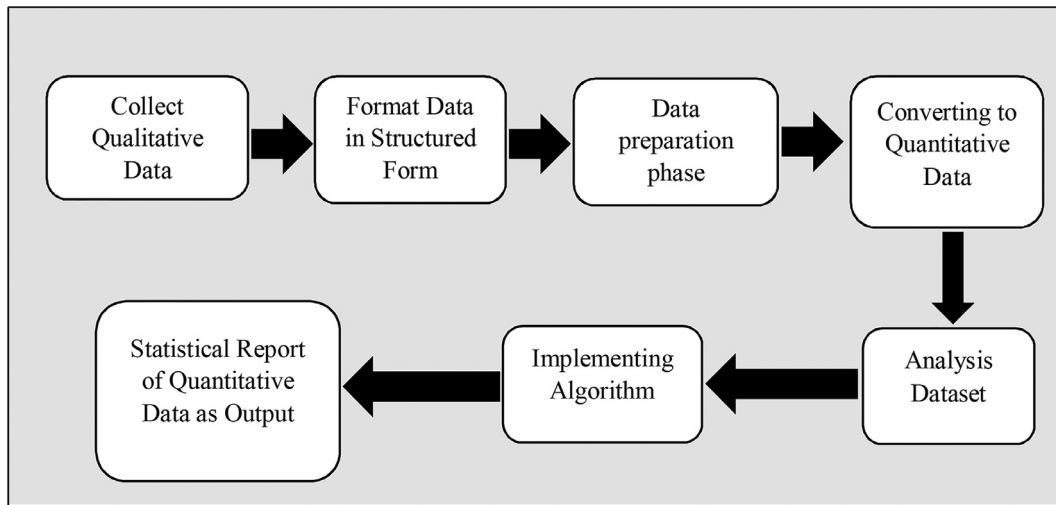 Collect
Qualitative
Data
Format Data
in Structured
Form
Data
preparation
phase
Converting to
Quantitative
Data
Analysis
Dataset
Implementing
Algorithm
Statistical Report
of Quantitative
Data as Output